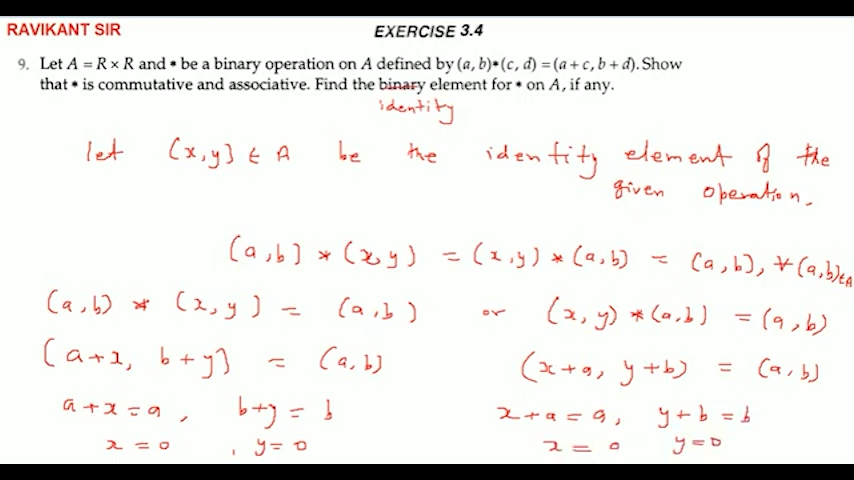 RAVIKANT SIR
EXERCISE 3.4
9. Let A = R × R and * be a binary operation on A defined by (a, b)*(c, d) = (a + c, b + d). Show
that * is commutative and associative. Find the binary element for * on A, if any.
identity
let (x,y) ∈ A be the identity element of the
given operation.
(a,b) * (x,y) = (x,y) * (a,b) = (a,b), ∀(a,b)∈A
(a,b) * (x,y) = (a,b) or (x,y) * (a,b) = (a,b)
(a+x, b+y) = (a,b) (x+a, y+b) = (a,b)
a+x=a, b+y=b x+a=a, y+b=b
x=0, y=0 x=0 y=0